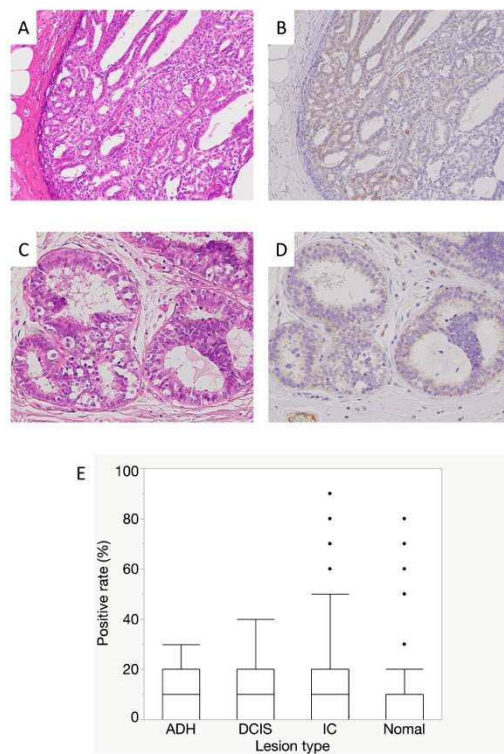 A
B
C
D
E
100
80
60
40
20
0
Positive rate (%)
ADH DCIS IC Nomal
Lesion type